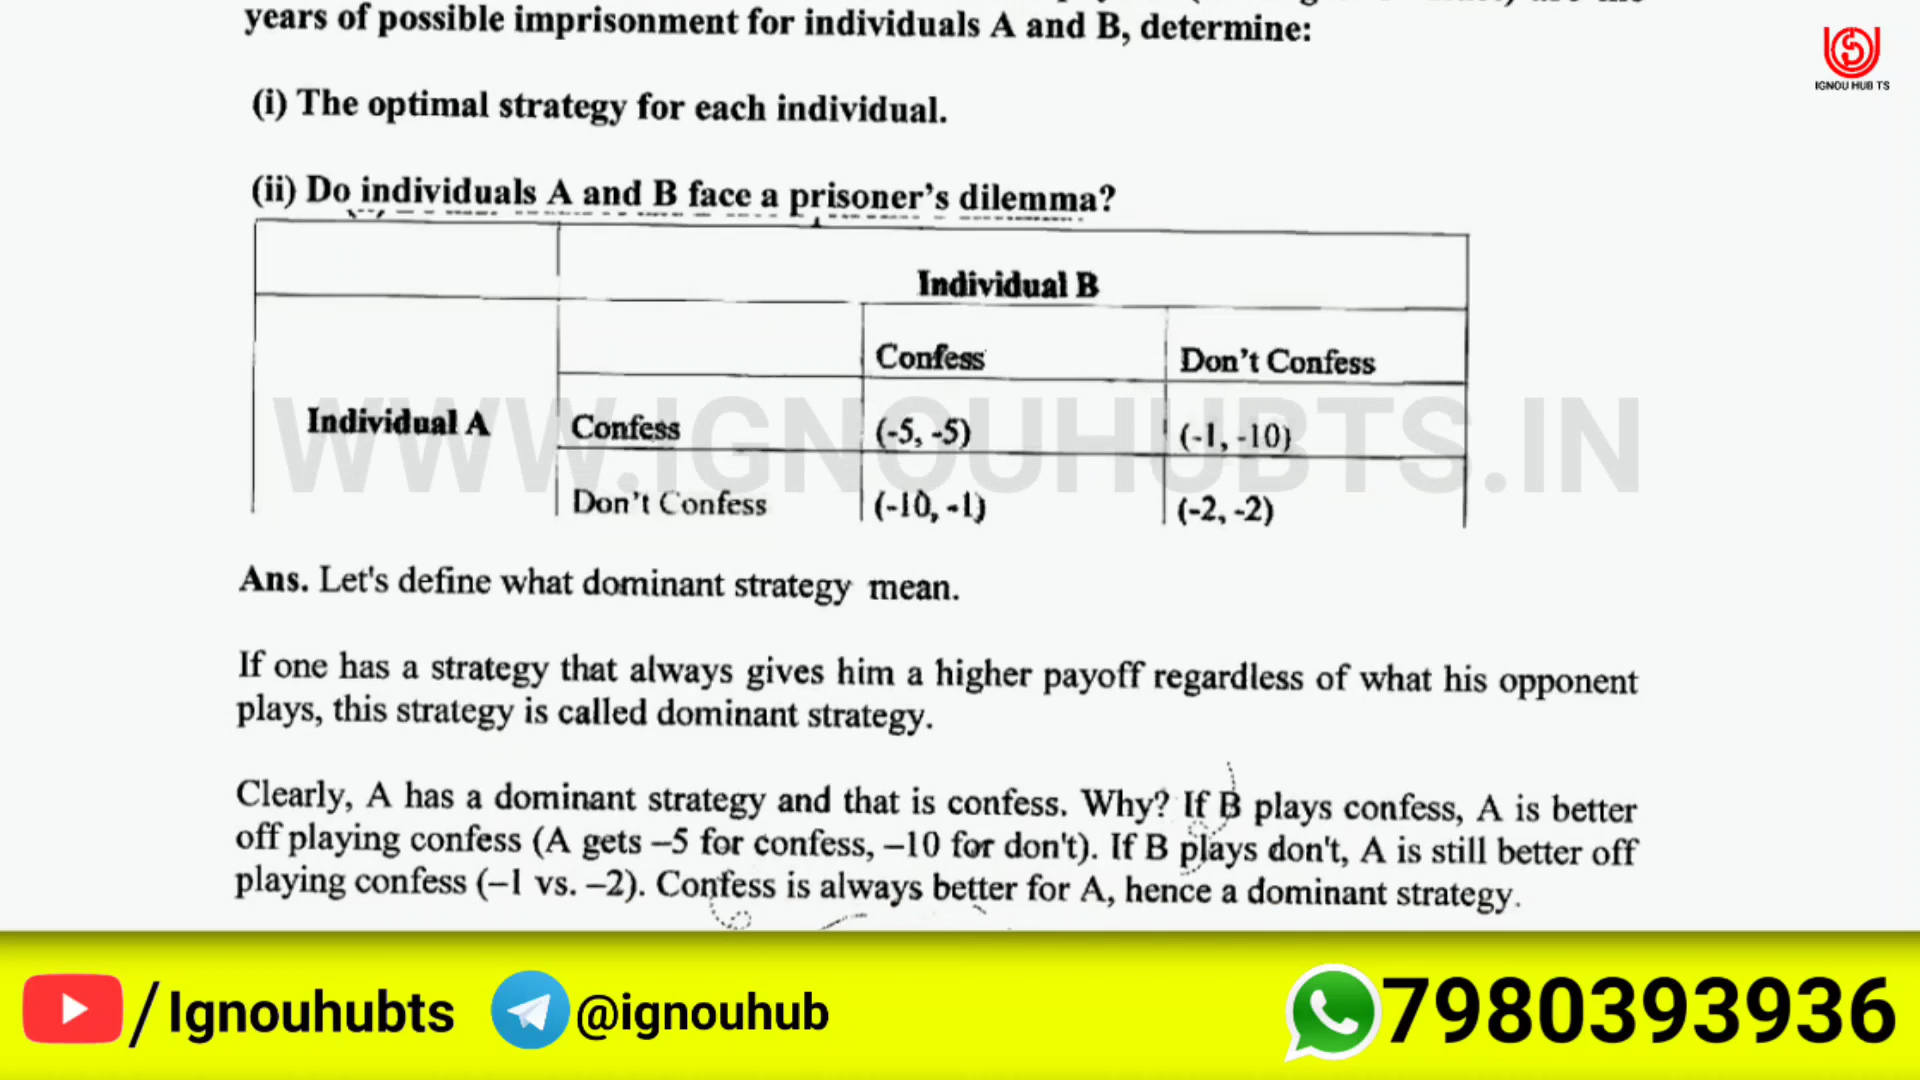 years of possible imprisonment for individuals A and B, determine:
IGNOU HUB TS
(i) The optimal strategy for each individual.
(ii) Do individuals A and B face a prisoner's dilemma?
Individual B
Confess Don't Confess
Individual A Confess (-5, -5) (-1, -10)
Don't Confess (-10, -1) (-2, -2)
WWW.IGNOUHUBTS.IN
Ans. Let's define what dominant strategy mean.
If one has a strategy that always gives him a higher payoff regardless of what his opponent
plays, this strategy is called dominant strategy.
Clearly, A has a dominant strategy and that is confess. Why? If B plays confess, A is better
off playing confess (A gets –5 for confess, –10 for don't). If B plays don't, A is still better off
playing confess (–1 vs. –2). Confess is always better for A, hence a dominant strategy.
/Ignouhubts @ignouhub 7980393936